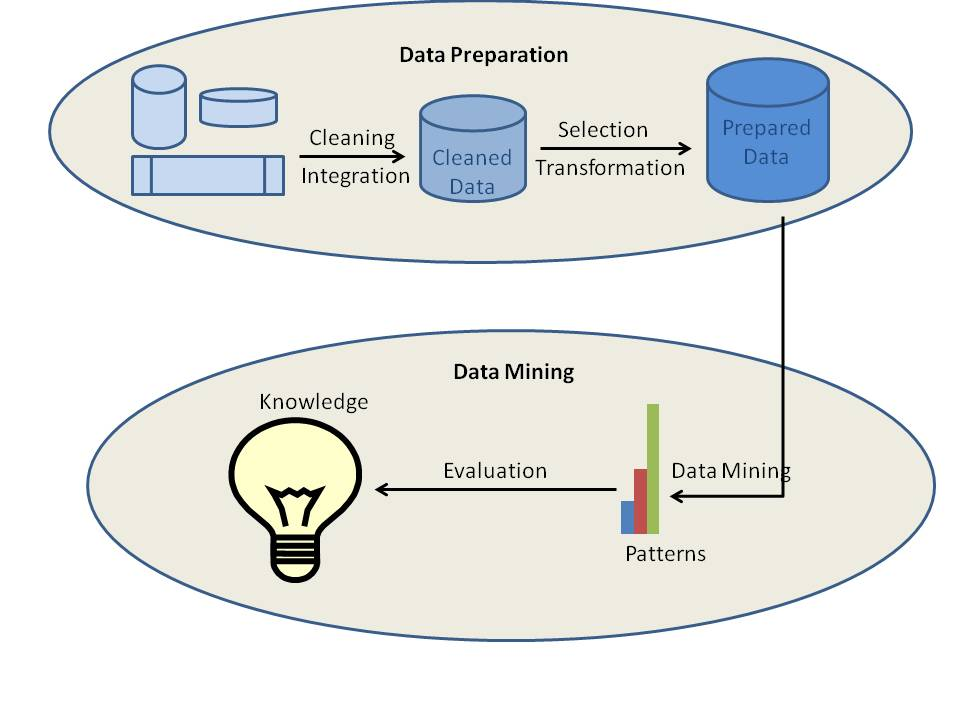 Data Preparation
Cleaning
Integration
Cleaned
Data
Selection
Transformation
Prepared
Data
Data Mining
Knowledge
Evaluation
Data Mining
Patterns